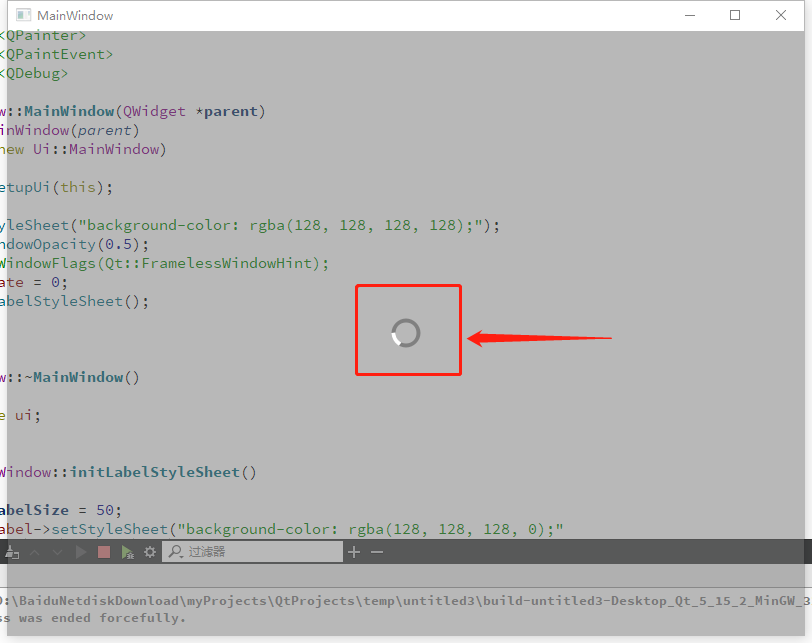 MainWindow
<QPainter>
<QPaintEvent>
<QDebug>
w::MainWindow(QWidget *parent)
inWindow(parent)
new Ui::MainWindow)
etupUi(this);
yleSheet("background-color: rgba(128, 128, 128, 128);");
ndowOpacity(0.5);
WindowFlags(Qt::FramelessWindowHint);
ate = 0;
abelStyleSheet();
w::~MainWindow()
e ui;
Window::initLabelStyleSheet()
abelSize = 50;
abel->setStyleSheet("background-color: rgba(128, 128, 128, 0);"
过滤器
D:\BaiduNetdiskDownload\myProjects\QtProjects\temp\untitled3\build-untitled3-Desktop_Qt_5_15_2_MinGW_3
ss was ended forcefully.